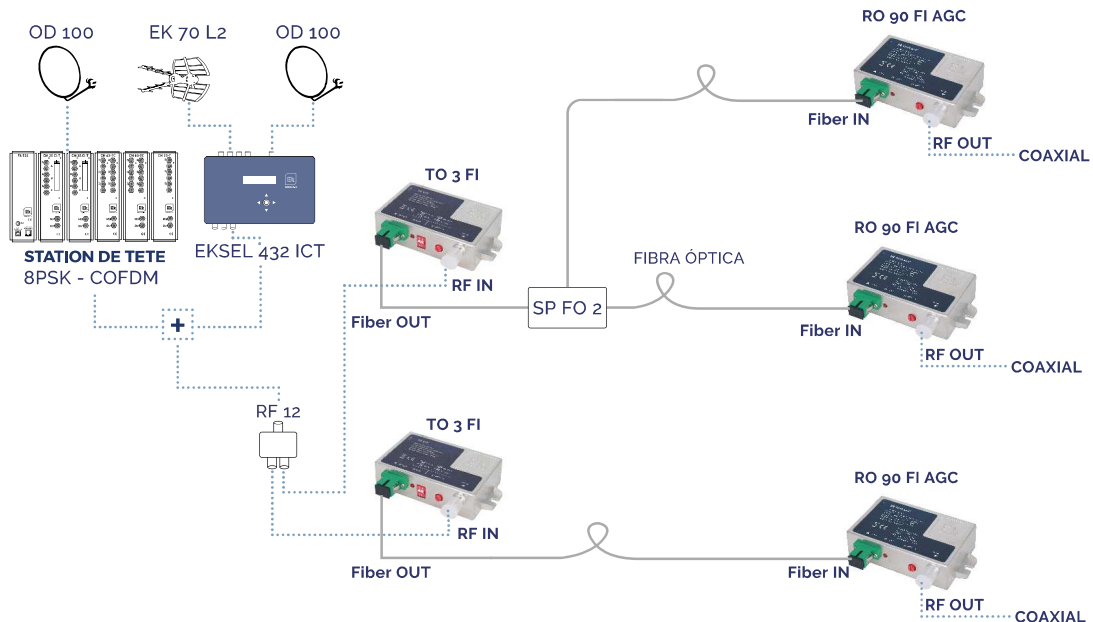 OD 100
EK 70 L2
OD 100
STATION DE TETE
8PSK - COFDM
EKSEL 432 ICT
+
RF 12
TO 3 FI
RF IN
Fiber OUT
SP FO 2
FIBRA ÓPTICA
RO 90 FI AGC
Fiber IN
RF OUT
COAXIAL
RO 90 FI AGC
Fiber IN
RF OUT
COAXIAL
TO 3 FI
RF IN
Fiber OUT
RO 90 FI AGC
Fiber IN
RF OUT
COAXIAL